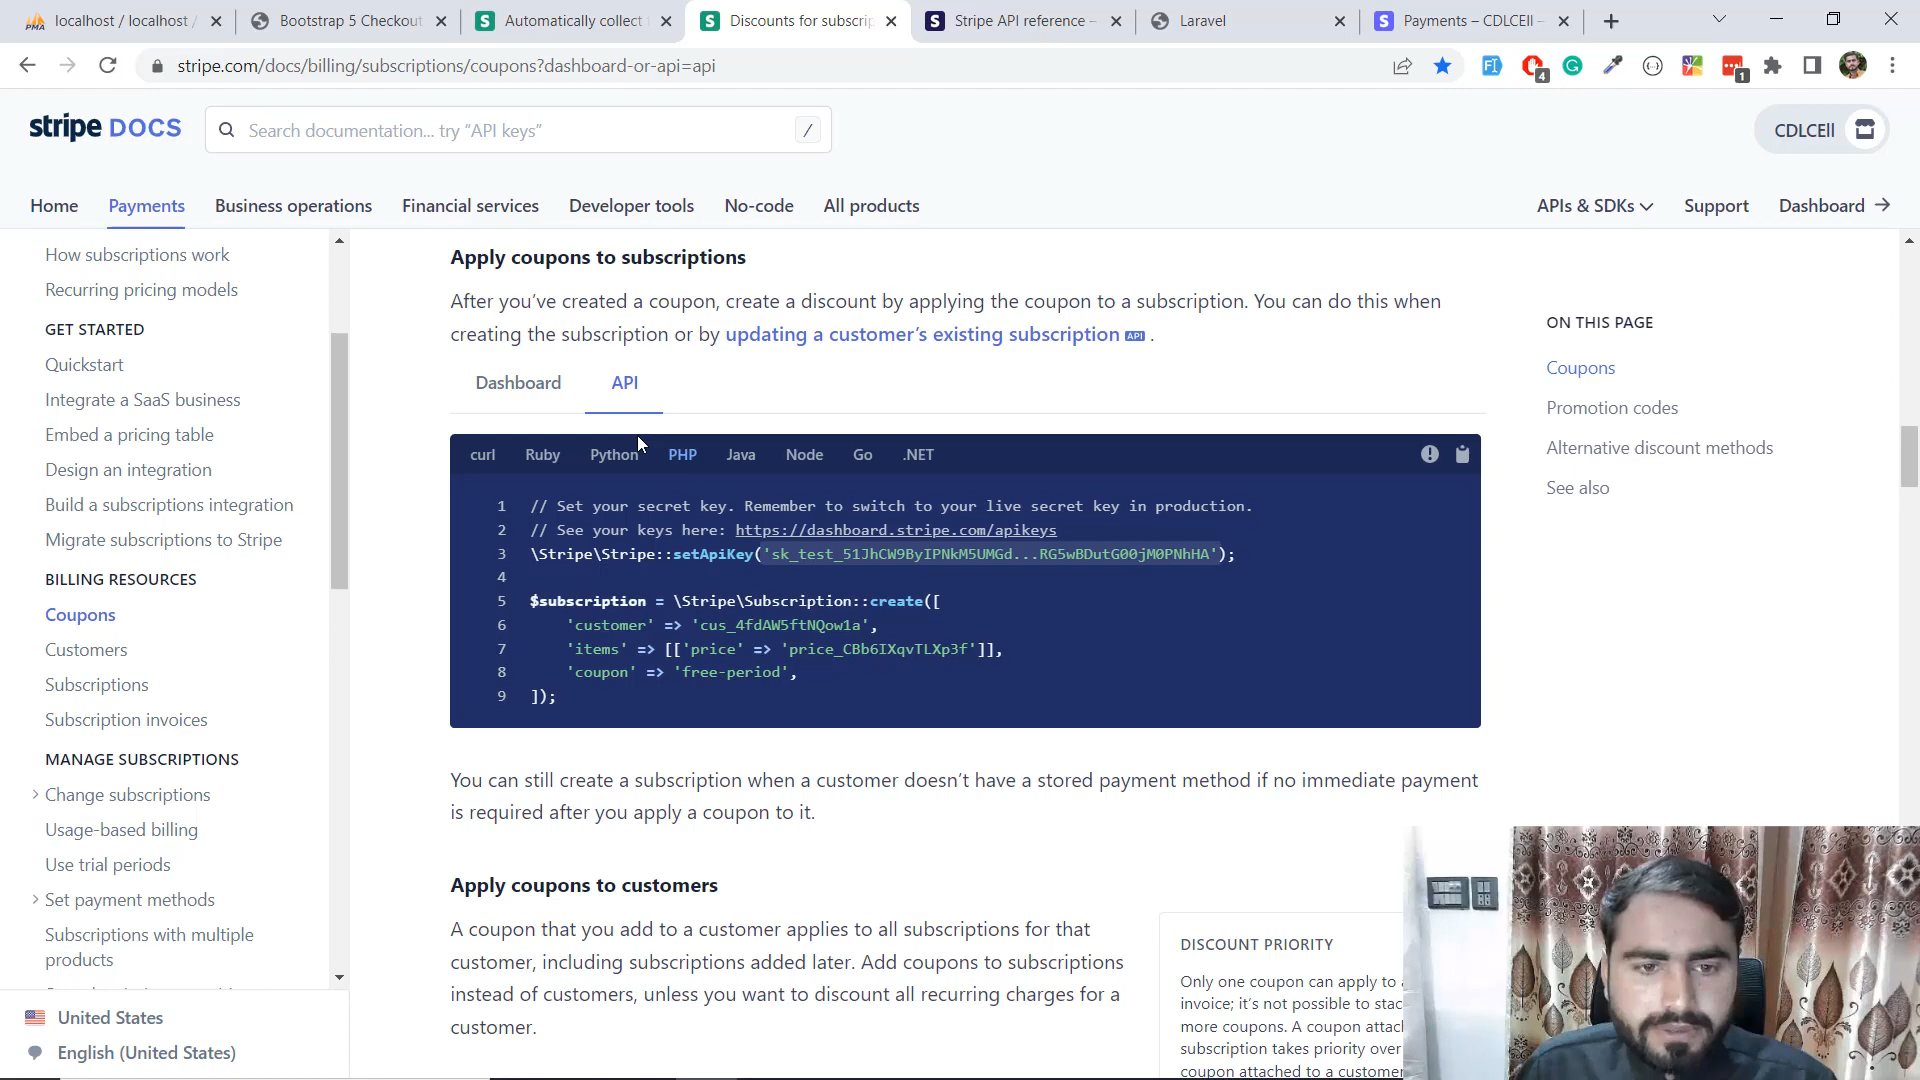 localhost / localhost /
Bootstrap 5 Checkout
Automatically collect
Discounts for subscrip
Stripe API reference –
Laravel
Payments – CDLCEll –
stripe.com/docs/billing/subscriptions/coupons?dashboard-or-api=api
4
1
stripe DOCS
Search documentation... try “API keys”
/
CDLCEll
Home
Payments
Business operations
Financial services
Developer tools
No-code
All products
APIs & SDKs
Support
Dashboard
How subscriptions work
Recurring pricing models
GET STARTED
Quickstart
Integrate a SaaS business
Embed a pricing table
Design an integration
Build a subscriptions integration
Migrate subscriptions to Stripe
BILLING RESOURCES
Coupons
Customers
Subscriptions
Subscription invoices
MANAGE SUBSCRIPTIONS
Change subscriptions
Usage-based billing
Use trial periods
Set payment methods
Subscriptions with multiple
products
United States
English (United States)
Apply coupons to subscriptions
After you’ve created a coupon, create a discount by applying the coupon to a subscription. You can do this when
creating the subscription or by updating a customer’s existing subscription API .
Dashboard
API
curl
Ruby
Python
PHP
Java
Node
Go
.NET
1 // Set your secret key. Remember to switch to your live secret key in production.
2 // See your keys here: https://dashboard.stripe.com/apikeys
3 \Stripe\Stripe::setApiKey('sk_test_51JhCW9ByIPNkM5UMGd...RG5wBDutG00jM0PNhHA');
4
5 $subscription = \Stripe\Subscription::create([
6 'customer' => 'cus_4fdAW5ftNQow1a',
7 'items' => [['price' => 'price_CBb6IXqvTLXp3f']],
8 'coupon' => 'free-period',
9 ]);
You can still create a subscription when a customer doesn’t have a stored payment method if no immediate payment
is required after you apply a coupon to it.
Apply coupons to customers
A coupon that you add to a customer applies to all subscriptions for that
customer, including subscriptions added later. Add coupons to subscriptions
instead of customers, unless you want to discount all recurring charges for a
customer.
DISCOUNT PRIORITY
Only one coupon can apply to
invoice; it’s not possible to stac
more coupons. A coupon attac
subscription takes priority over
coupon attached to a customer
ON THIS PAGE
Coupons
Promotion codes
Alternative discount methods
See also